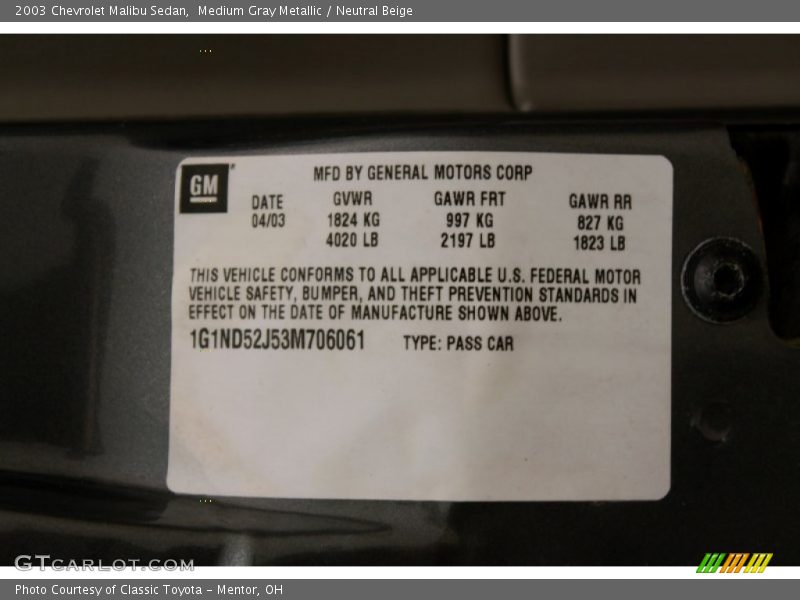 2003 Chevrolet Malibu Sedan,  Medium Gray Metallic / Neutral Beige
GM
MFD BY GENERAL MOTORS CORP
DATE GVWR GAWR FRT GAWR RR
04/03 1824 KG 997 KG 827 KG
4020 LB 2197 LB 1823 LB
THIS VEHICLE CONFORMS TO ALL APPLICABLE U.S. FEDERAL MOTOR
VEHICLE SAFETY, BUMPER, AND THEFT PREVENTION STANDARDS IN
EFFECT ON THE DATE OF MANUFACTURE SHOWN ABOVE.
1G1ND52J53M706061 TYPE: PASS CAR
GTCARLOT.COM
Photo Courtesy of Classic Toyota - Mentor, OH